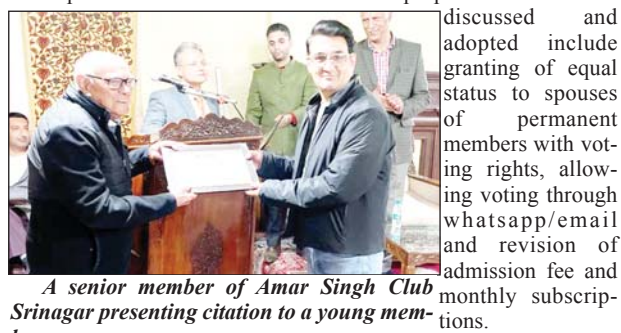 discussed and
adopted include
granting of equal
status to spouses
of permanent
members with vot-
ing rights, allow-
ing voting through
whatsapp/email
and revision of
admission fee and
monthly subscrip-
tions.
A senior member of Amar Singh Club
Srinagar presenting citation to a young mem-